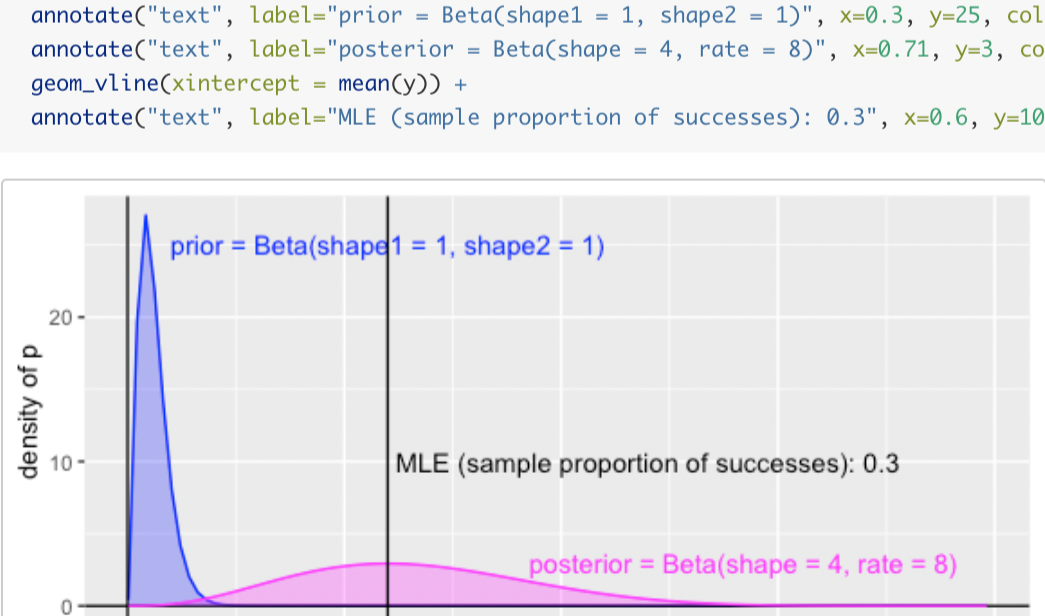 annotate("text", label="prior = Beta(shape1 = 1, shape2 = 1)", x=0.3, y=25, col
annotate("text", label="posterior = Beta(shape = 4, rate = 8)", x=0.71, y=3, co
geom_vline(xintercept = mean(y)) +
annotate("text", label="MLE (sample proportion of successes): 0.3", x=0.6, y=10
prior = Beta(shape1 = 1, shape2 = 1)
20
density of p
10
MLE (sample proportion of successes): 0.3
posterior = Beta(shape = 4, rate = 8)
0